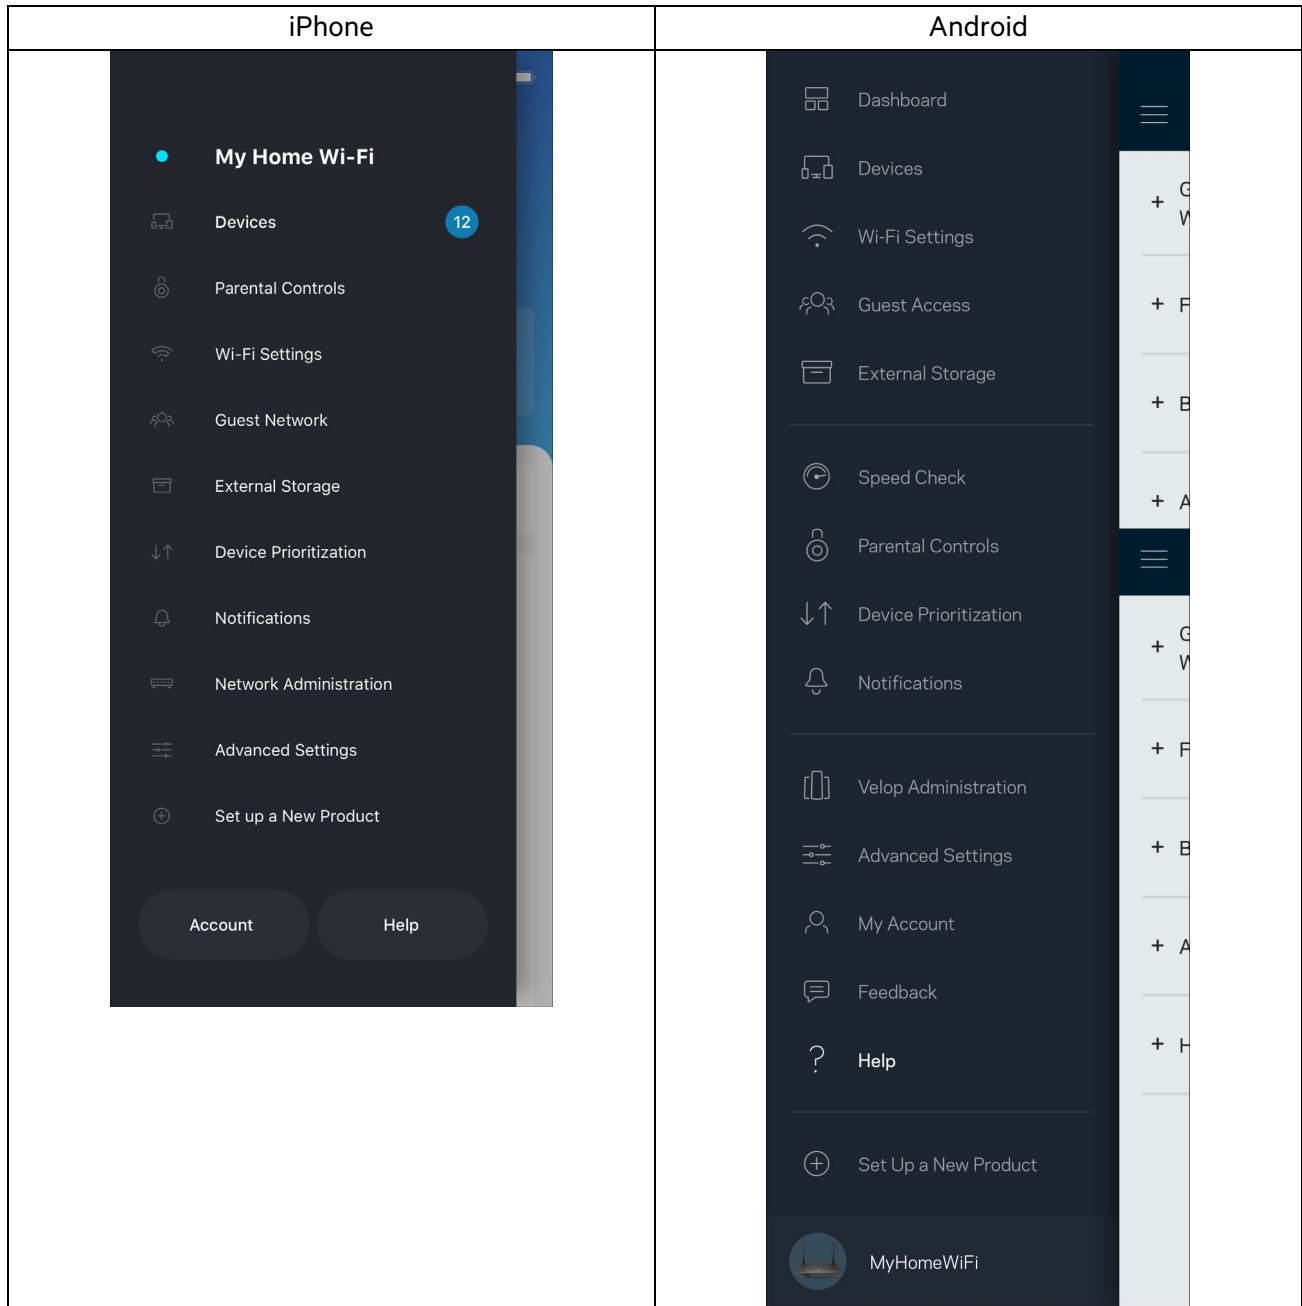 iPhone
Android
My Home Wi-Fi
Devices 12
Parental Controls
Wi-Fi Settings
Guest Network
External Storage
Device Prioritization
Notifications
Network Administration
Advanced Settings
Set up a New Product
Account Help
Dashboard
Devices
Wi-Fi Settings
Guest Access
External Storage
Speed Check
Parental Controls
Device Prioritization
Notifications
Velop Administration
Advanced Settings
My Account
Feedback
Help
Set Up a New Product
MyHomeWiFi